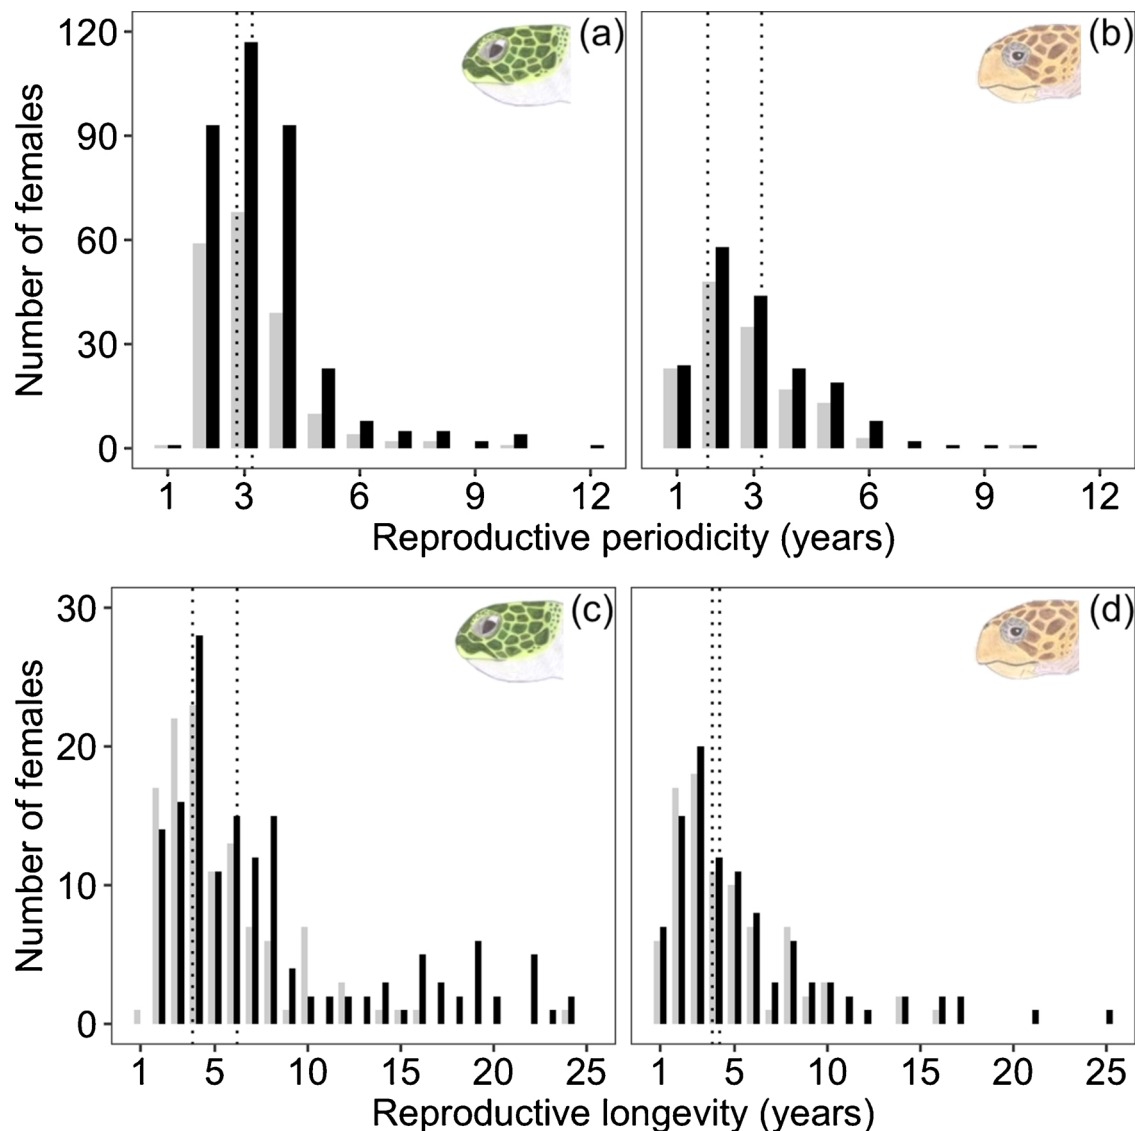 (a)
(b)
120
90
60
30
0
Number of females
1 3 6 9 12
1 3 6 9 12
Reproductive periodicity (years)
(c)
(d)
30
20
10
0
Number of females
1 5 10 15 20 25
1 5 10 15 20 25
Reproductive longevity (years)